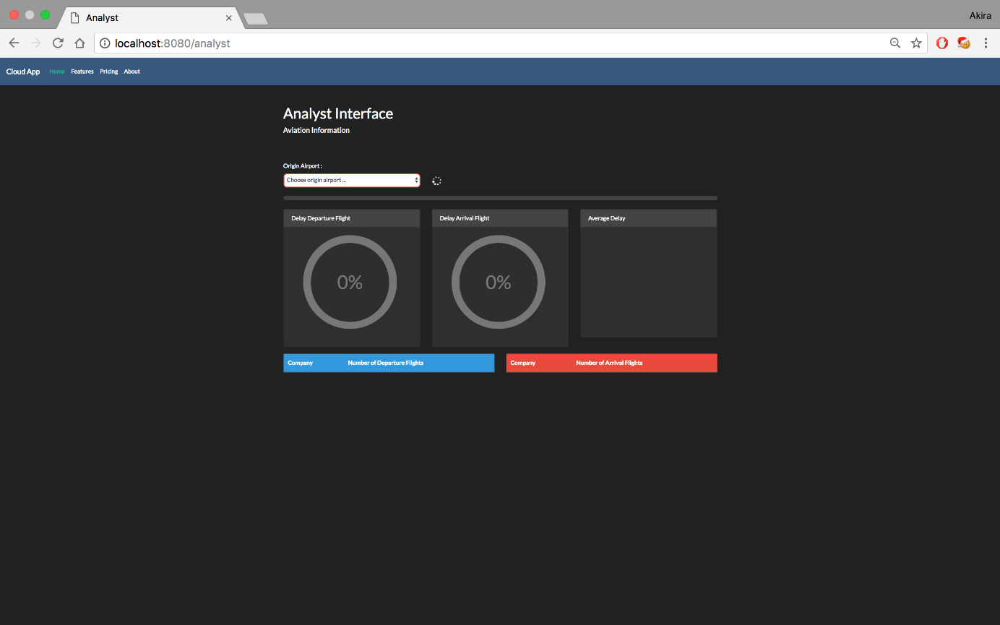 Analyst
Akira
localhost:8080/analyst
Cloud App Home Features Pricing About
Analyst Interface
Aviation Information
Origin Airport :
Choose origin airport ...
Delay Departure Flight
Delay Arrival Flight
Average Delay
0%
0%
Company Number of Departure Flights
Company Number of Arrival Flights